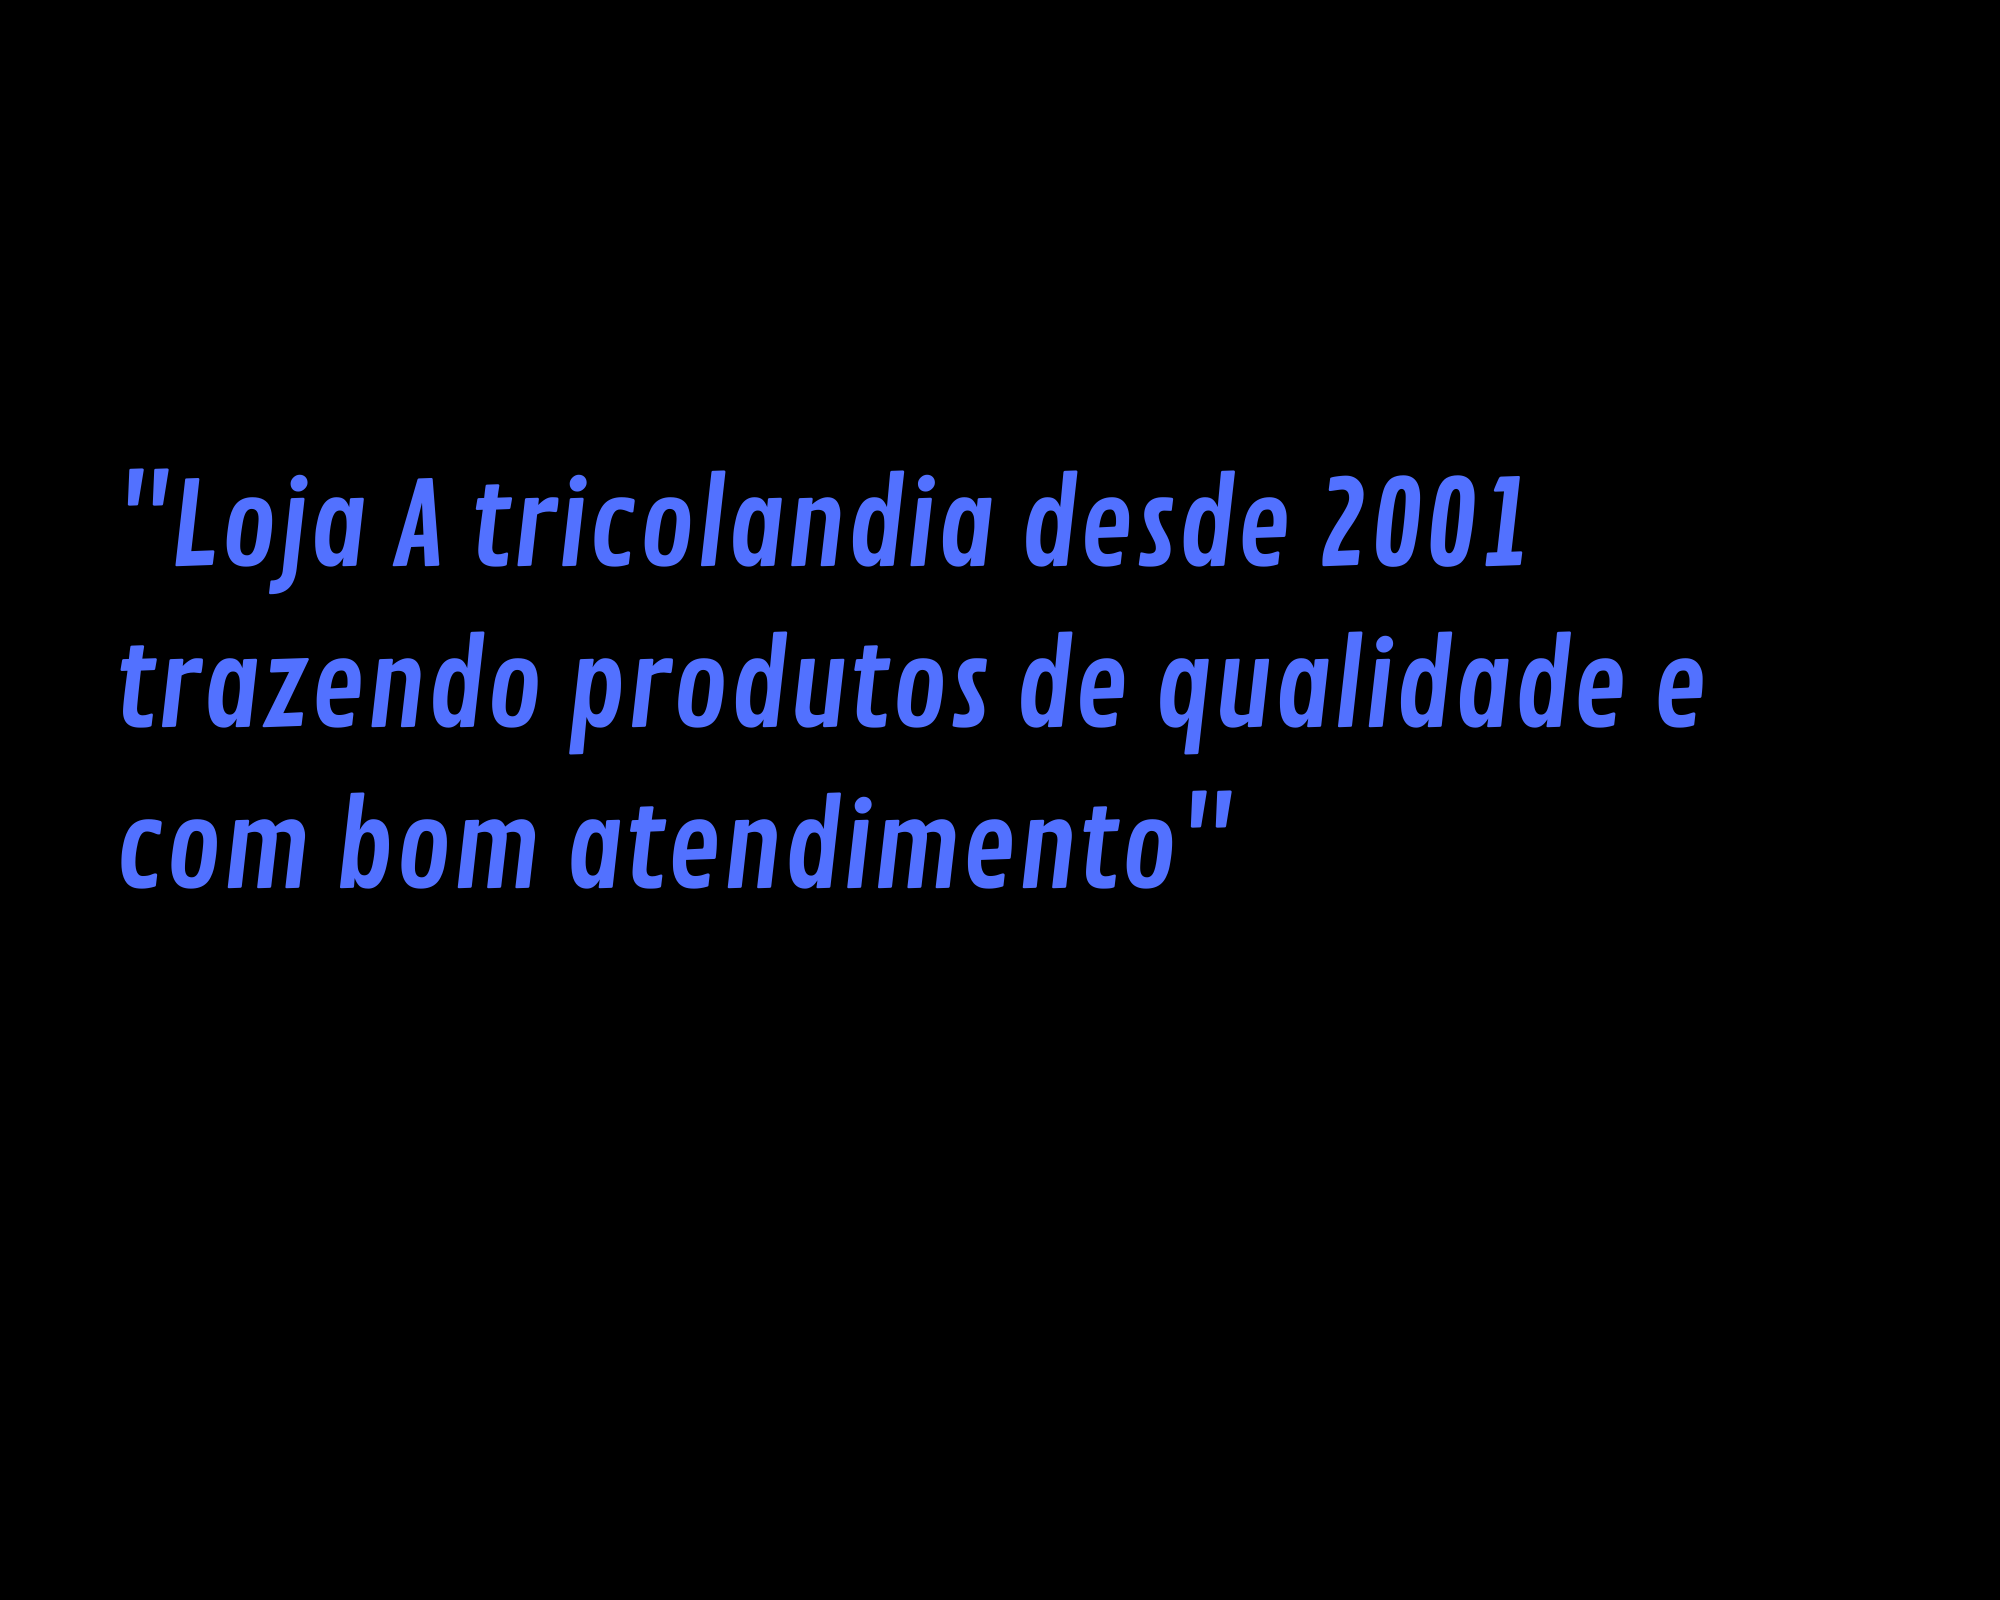 "Loja A tricolandia desde 2001
trazendo produtos de qualidade e
com bom atendimento"